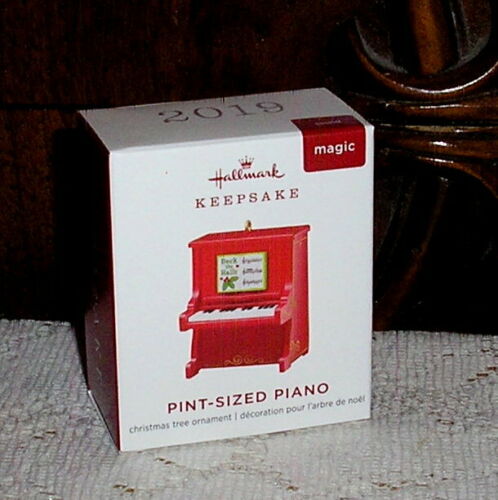 2019
magic
Hallmark
KEEPSAKE
Deck
the
Halls
PINT-SIZED PIANO
christmas tree ornament | décoration pour l'arbre de noël